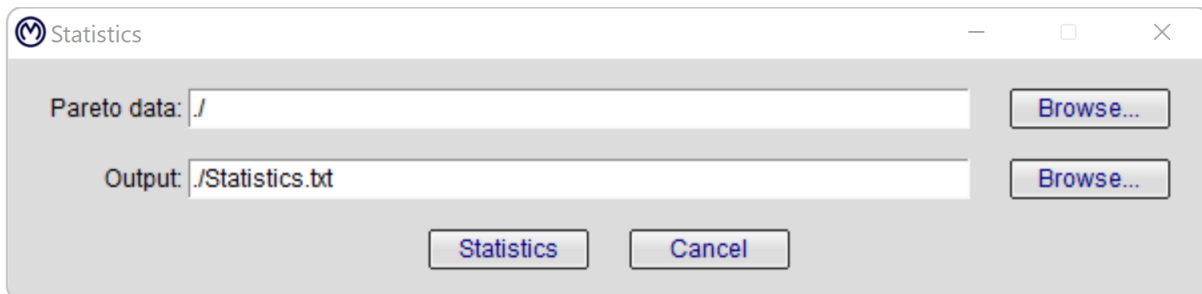 Statistics
Pareto data: ./ Browse...
Output: ./Statistics.txt Browse...
Statistics Cancel